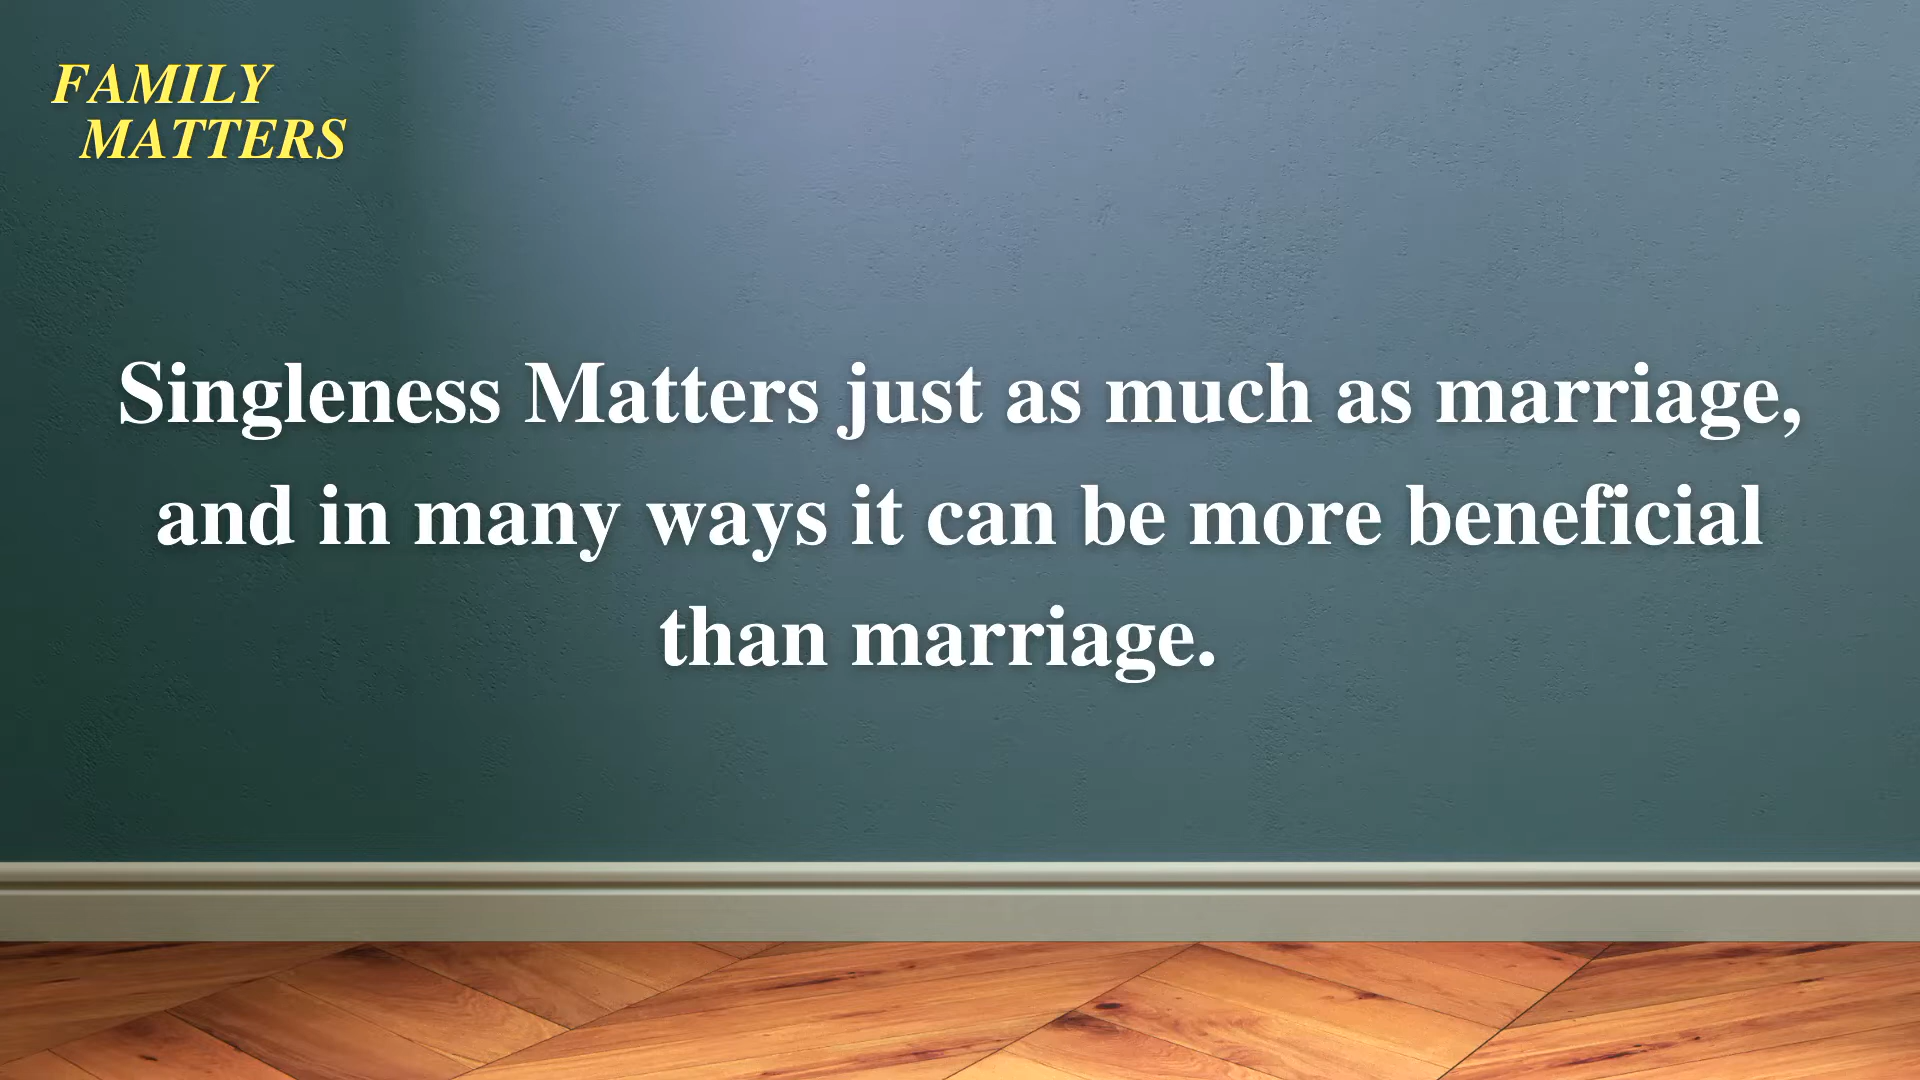 FAMILY
MATTERS
Singleness Matters just as much as marriage,
and in many ways it can be more beneficial
than marriage.